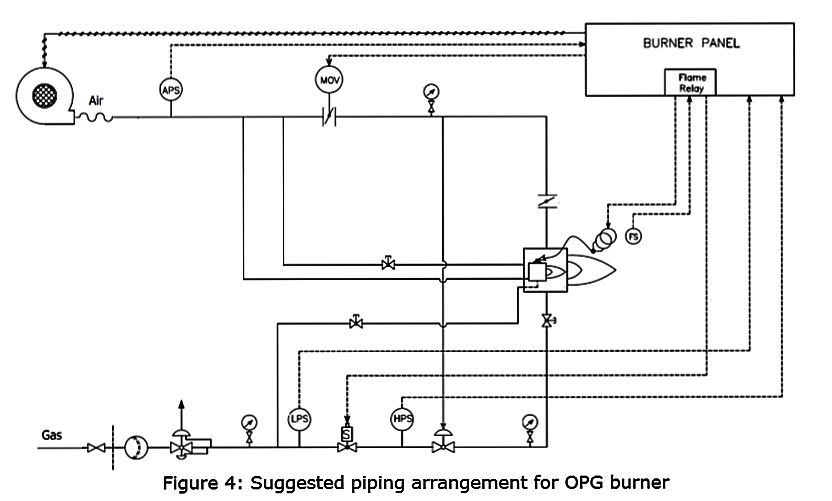 BURNER PANEL
Flame
Relay
MOV
APS
Air
FS
LPS
HPS
S
Gas
Figure 4: Suggested piping arrangement for OPG burner